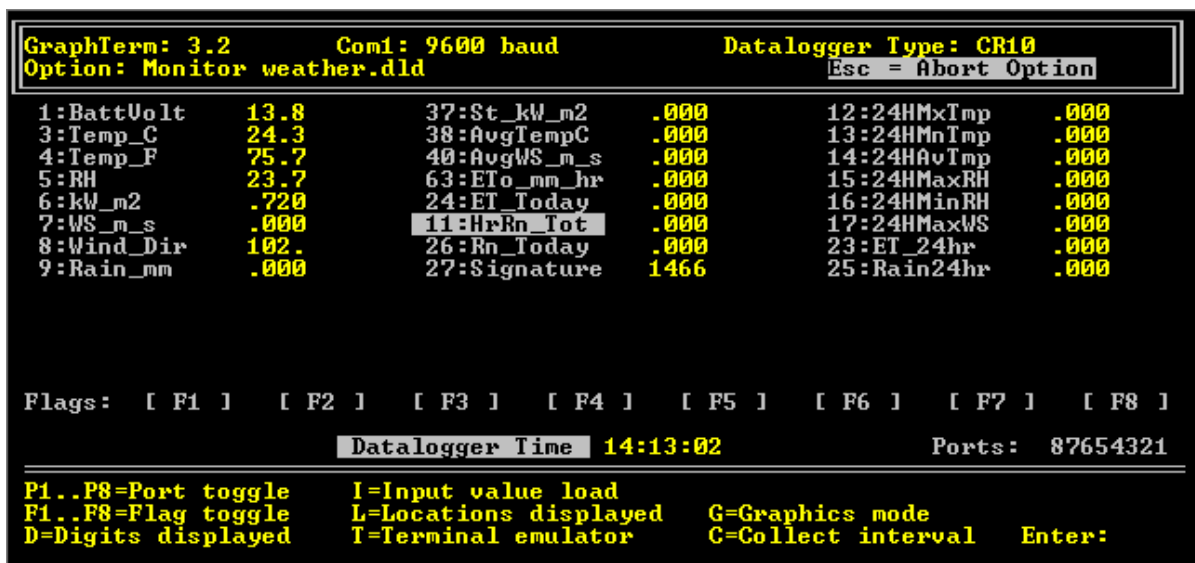 GraphTerm: 3.2 Com1: 9600 baud Datalogger Type: CR10
Option: Monitor weather.dld Esc = Abort Option
1:BattVolt 13.8 37:St_kW_m2 .000 12:24HMxTmp .000
3:Temp_C 24.3 38:AvgTempC .000 13:24HMnTmp .000
4:Temp_F 75.7 40:AvgWS_m_s .000 14:24HAvTmp .000
5:RH 23.7 63:ETo_mm_hr .000 15:24HMaxRH .000
6:kW_m2 .720 24:ET_Today .000 16:24HMinRH .000
7:WS_m_s .000 11:HrRn_Tot .000 17:24HMaxWS .000
8:Wind_Dir 102. 26:Rn_Today .000 23:ET_24hr .000
9:Rain_mm .000 27:Signature 1466 25:Rain24hr .000
Flags: [ F1 ] [ F2 ] [ F3 ] [ F4 ] [ F5 ] [ F6 ] [ F7 ] [ F8 ]
Datalogger Time 14:13:02 Ports: 87654321
P1..P8=Port toggle I=Input value load
F1..F8=Flag toggle L=Locations displayed G=Graphics mode
D=Digits displayed T=Terminal emulator C=Collect interval Enter: